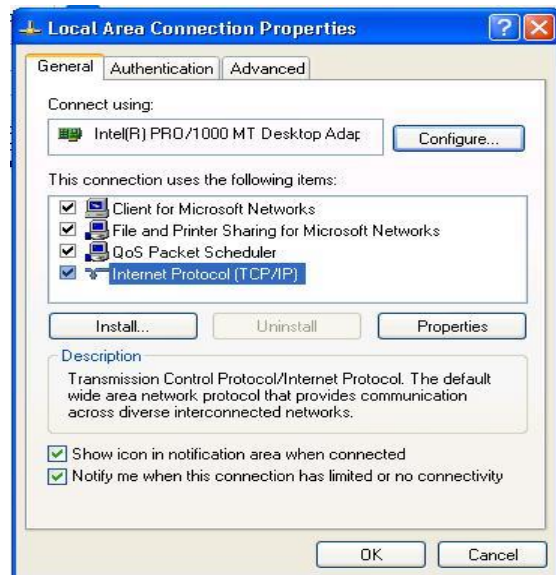 Local Area Connection Properties
General Authentication Advanced
Connect using:
Intel(R) PRO/1000 MT Desktop Adap
Configure...
This connection uses the following items:
Client for Microsoft Networks
File and Printer Sharing for Microsoft Networks
QoS Packet Scheduler
Internet Protocol (TCP/IP)
Install... Uninstall Properties
Description
Transmission Control Protocol/Internet Protocol. The default
wide area network protocol that provides communication
across diverse interconnected networks.
Show icon in notification area when connected
Notify me when this connection has limited or no connectivity
OK Cancel